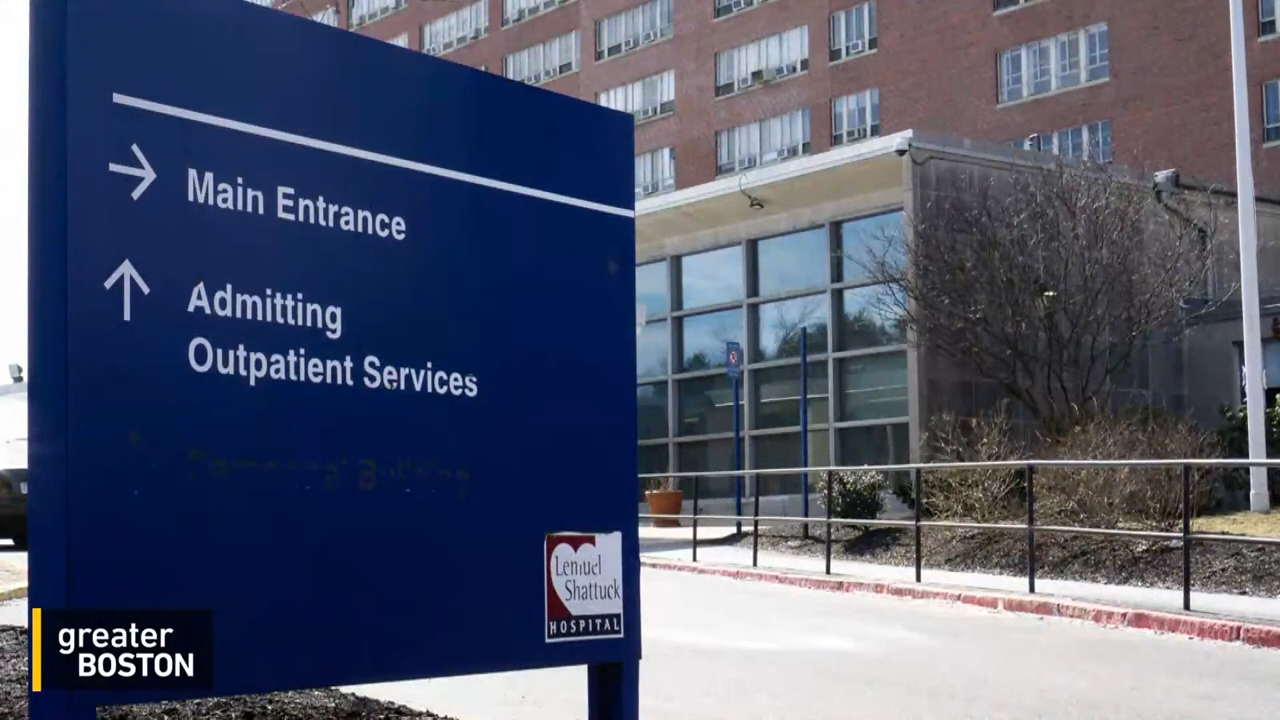 Main Entrance
Admitting
Outpatient Services
Lemuel
Shattuck
HOSPITAL
greater
BOSTON